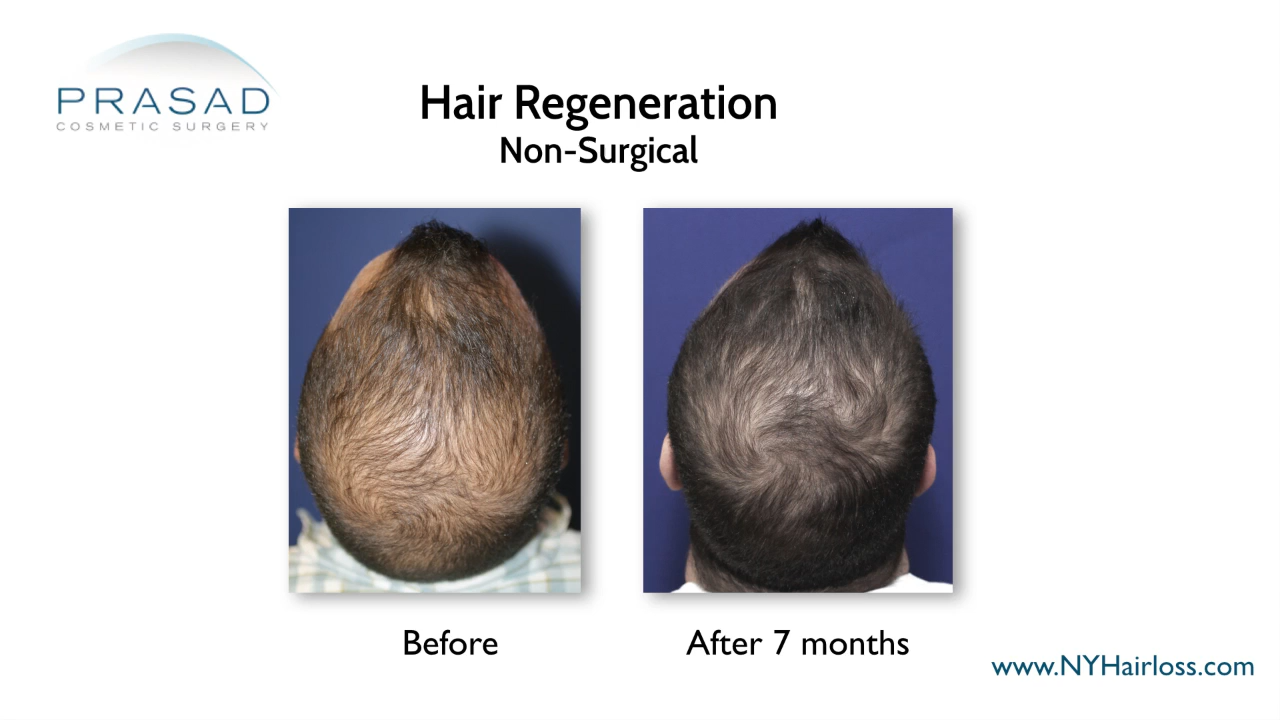 PRASAD
COSMETIC SURGERY
Hair Regeneration
Non-Surgical
Before
After 7 months
www.NYHairloss.com